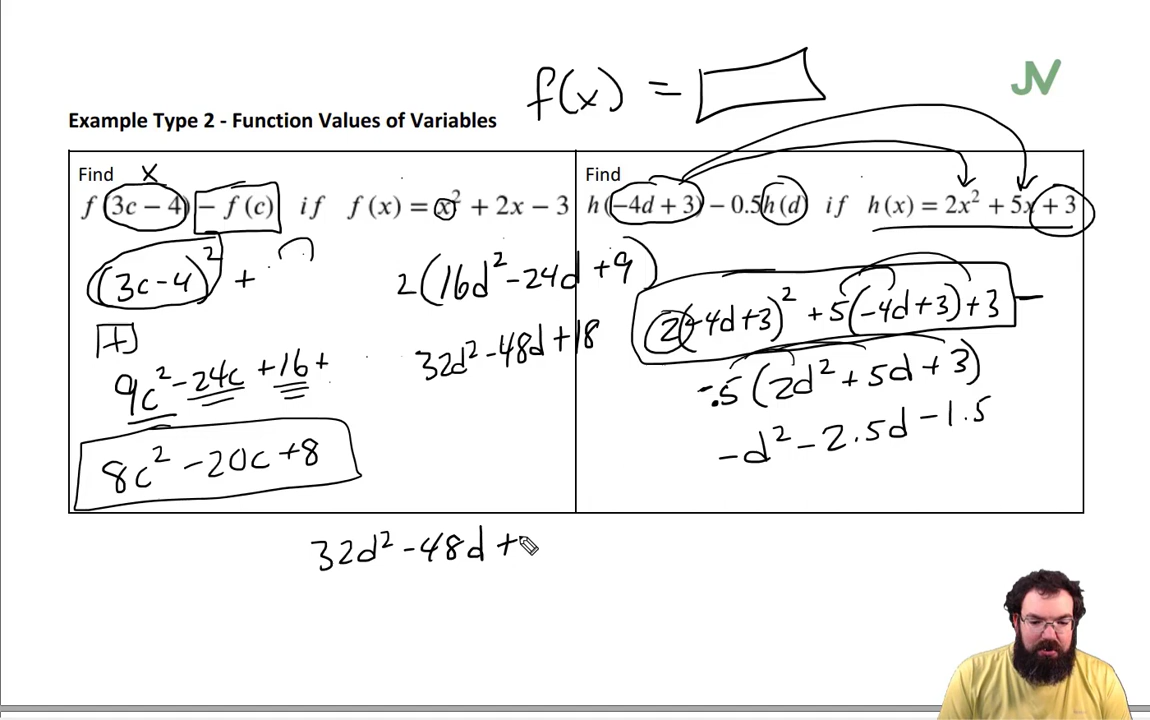 f(x) =
JV
Example Type 2 - Function Values of Variables
Find
x
f(3c − 4) − f(c) if f(x) = x² + 2x − 3
(3c-4)² +
+
9c² -24c +16 +
8c² -20c +8
2(16d² -24d +9)
32d² -48d +18
Find
h(−4d + 3) − 0.5h(d) if h(x) = 2x² + 5x + 3
2(-4d+3)² +5(-4d+3)+3 -
-.5(2d² +5d +3)
-d² -2.5d -1.5
32d² -48d +